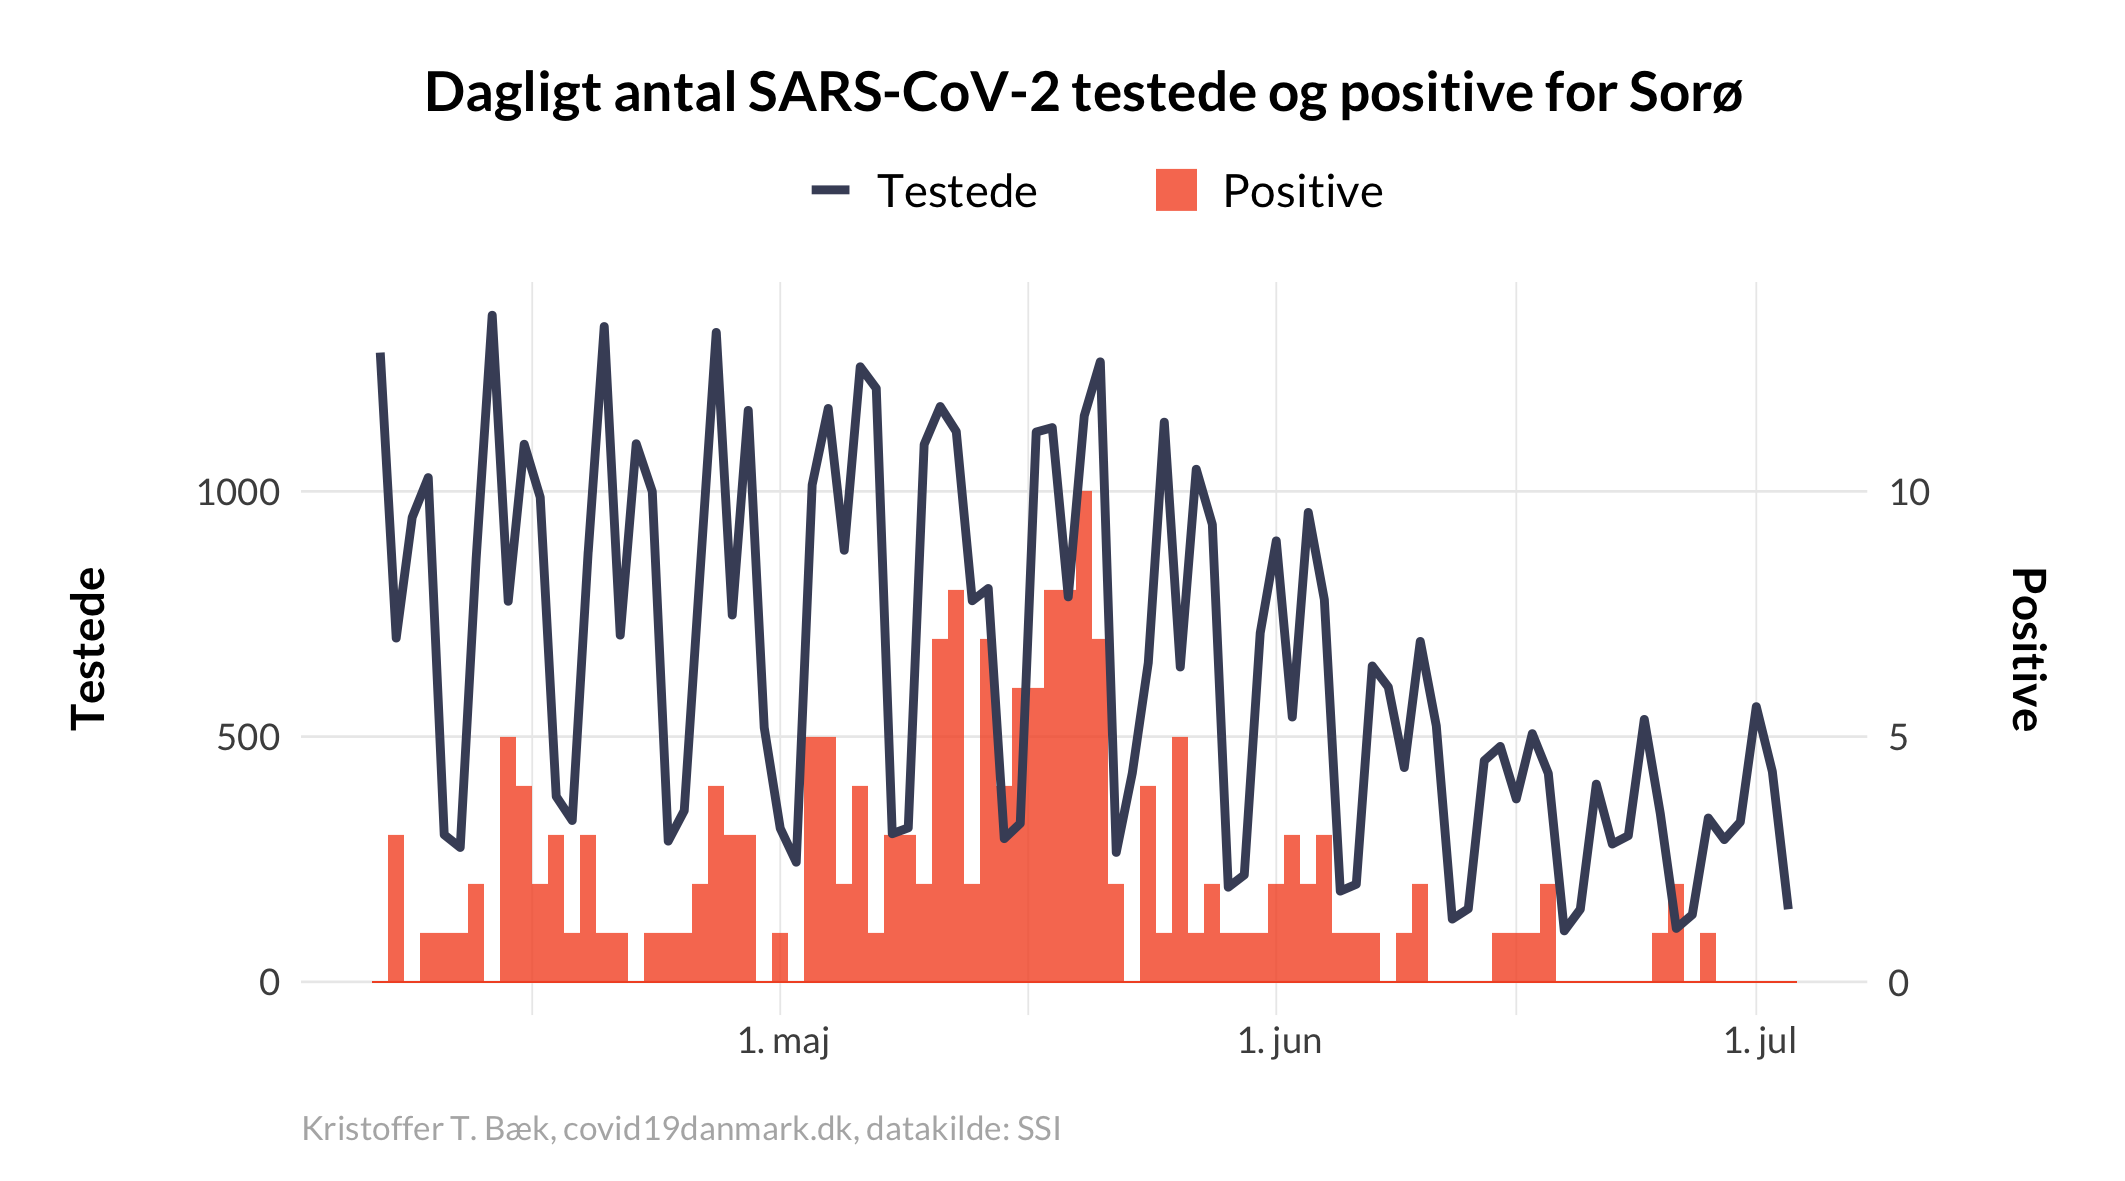 Dagligt antal SARS-CoV-2 testede og positive for Sorø
Testede
Positive
1000
500
0
10
5
0
Testede
Positive
1. maj
1. jun
1. jul
Kristoffer T. Bæk, covid19danmark.dk, datakilde: SSI